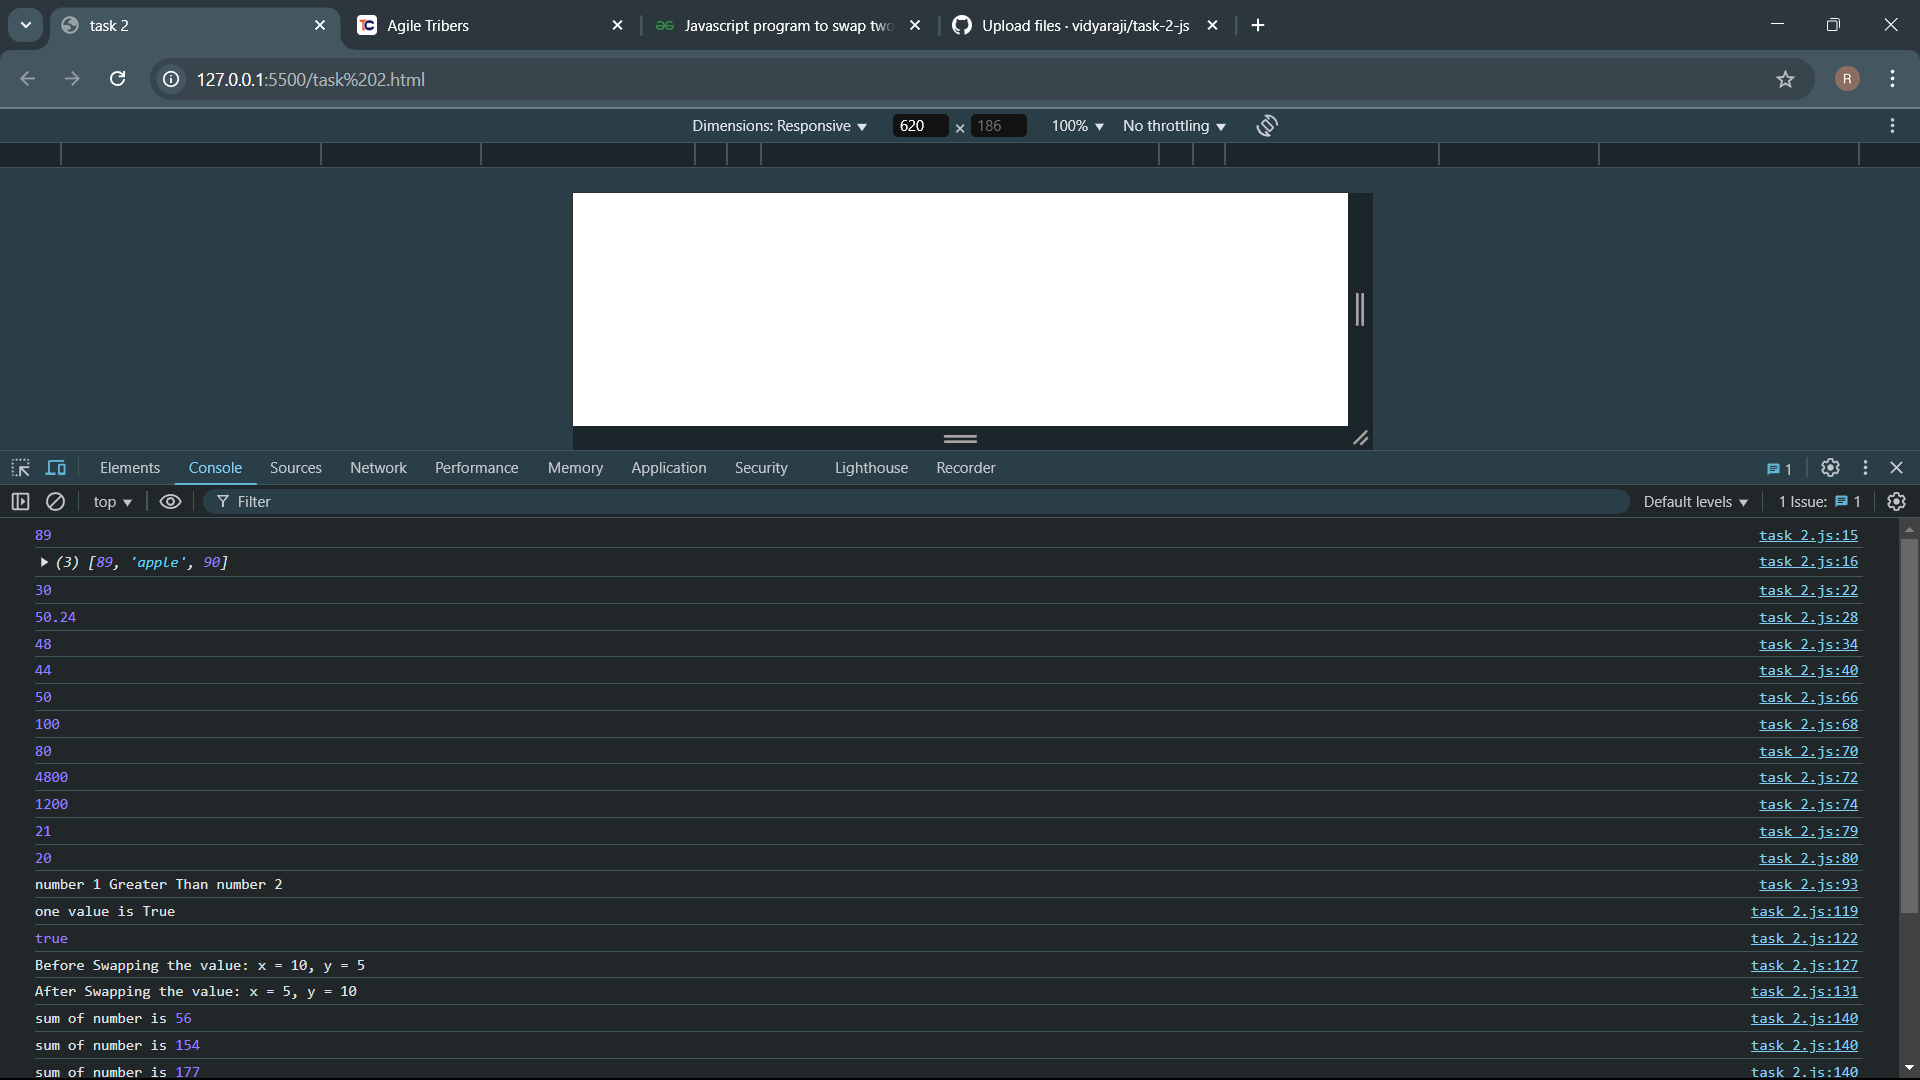 task 2
Agile Tribers
Javascript program to swap two
Upload files · vidyaraji/task-2-js
127.0.0.1:5500/task%202.html
R
Dimensions: Responsive 620 × 186 100% No throttling
Elements Console Sources Network Performance Memory Application Security Lighthouse Recorder 1
top Filter Default levels 1 Issue: 1
89 task 2.js:15
(3) [89, 'apple', 90] task 2.js:16
30 task 2.js:22
50.24 task 2.js:28
48 task 2.js:34
44 task 2.js:40
50 task 2.js:66
100 task 2.js:68
80 task 2.js:70
4800 task 2.js:72
1200 task 2.js:74
21 task 2.js:79
20 task 2.js:80
number 1 Greater Than number 2 task 2.js:93
one value is True task 2.js:119
true task 2.js:122
Before Swapping the value: x = 10, y = 5 task 2.js:127
After Swapping the value: x = 5, y = 10 task 2.js:131
sum of number is 56 task 2.js:140
sum of number is 154 task 2.js:140
sum of number is 177 task 2.js:140